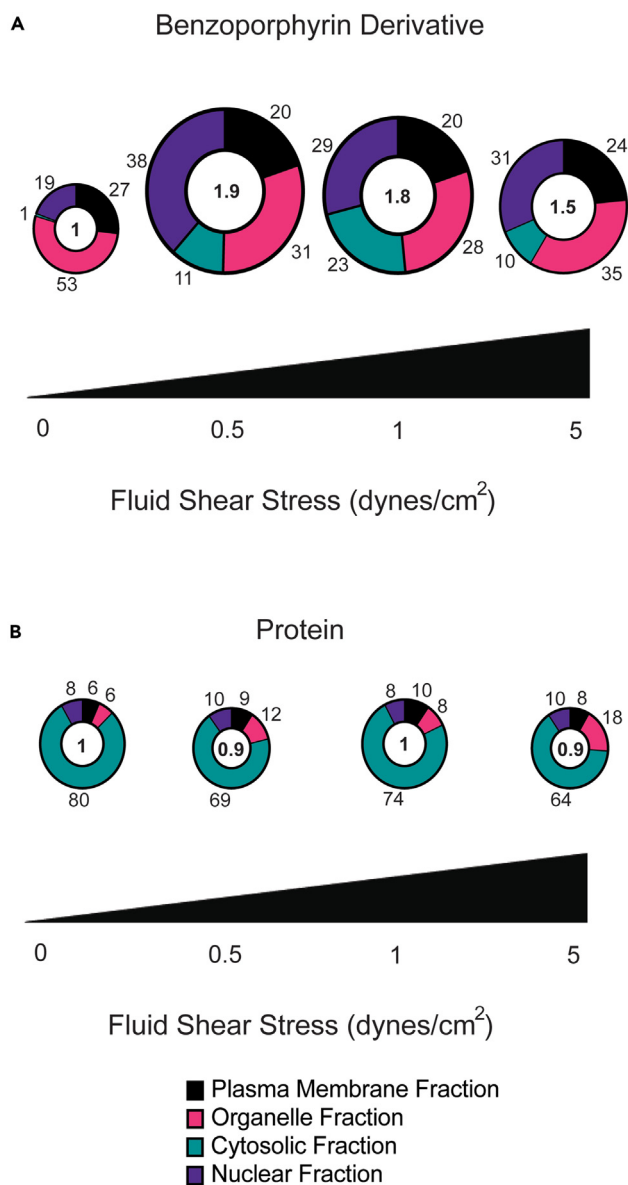 A
Benzoporphyrin Derivative
38 20
29 20
31 24
19 27
1 1 1.9 1.8 1.5
53 11 31 23 28 10 35
0 0.5 1 5
Fluid Shear Stress (dynes/cm2)
B
Protein
8 6 6 10 9 12 8 10 8 10 8 18
1 0.9 1 0.9
80 69 74 64
0 0.5 1 5
Fluid Shear Stress (dynes/cm2)
Plasma Membrane Fraction
Organelle Fraction
Cytosolic Fraction
Nuclear Fraction